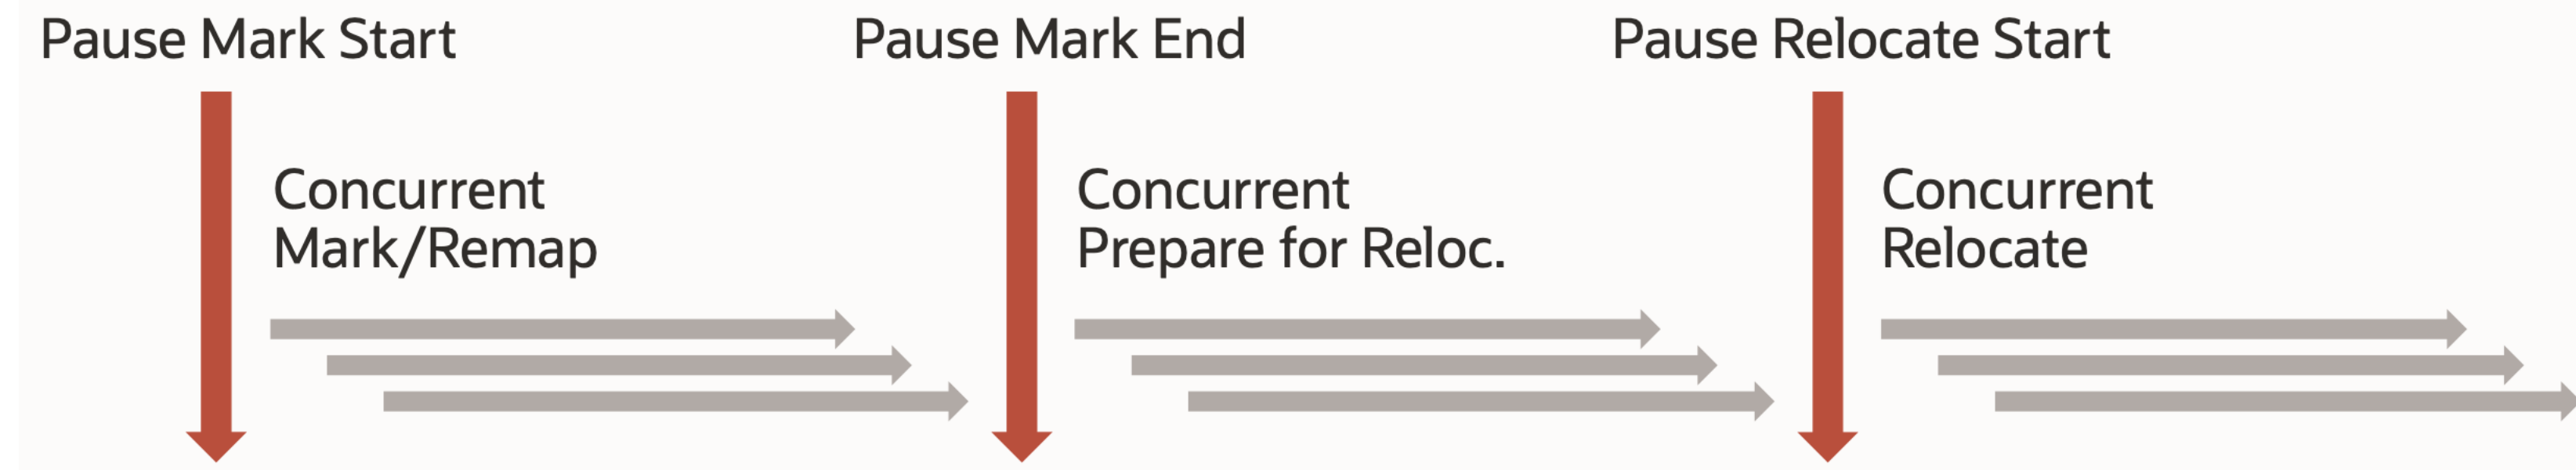 Pause Mark Start
Pause Mark End
Pause Relocate Start
Concurrent
Mark/Remap
Concurrent
Prepare for Reloc.
Concurrent
Relocate